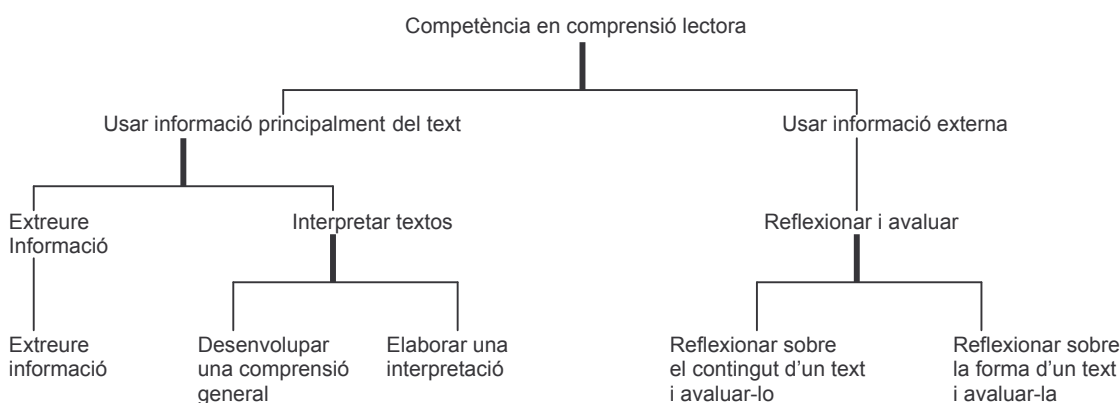 Competència en comprensió lectora
Usar informació principalment del text
Usar informació externa
Extreure
Informació
Interpretar textos
Reflexionar i avaluar
Extreure
informació
Desenvolupar
una comprensió
general
Elaborar una
interpretació
Reflexionar sobre
el contingut d’un text
i avaluar-lo
Reflexionar sobre
la forma d’un text
i avaluar-la